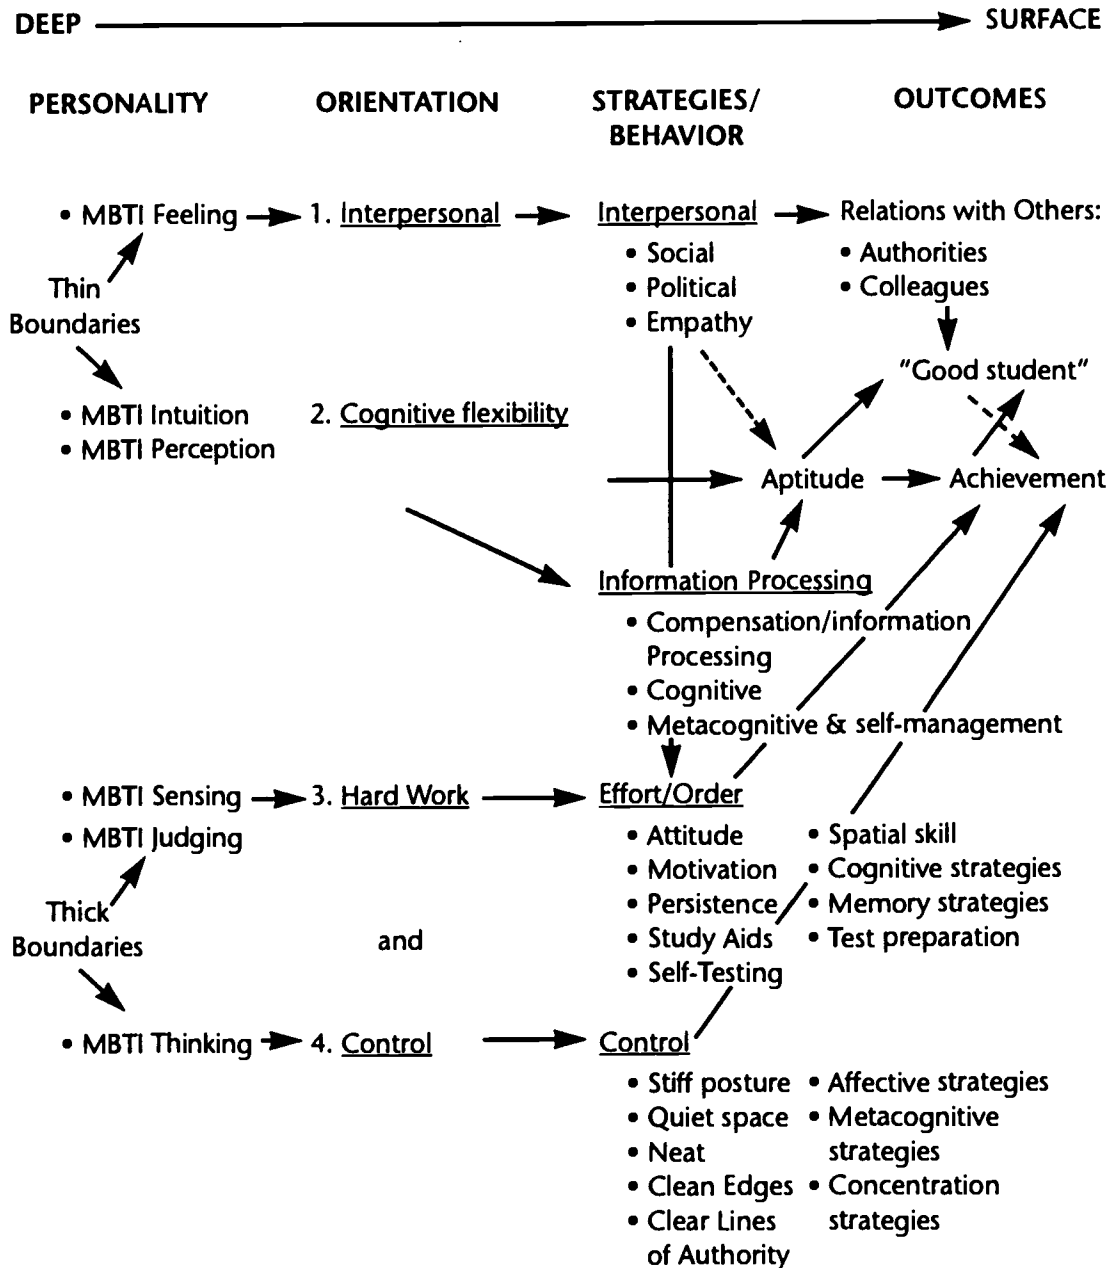 DEEP SURFACE
PERSONALITY ORIENTATION STRATEGIES/ OUTCOMES
BEHAVIOR
• MBTI Feeling 1. Interpersonal Interpersonal Relations with Others:
• Social • Authorities
Thin • Political • Colleagues
Boundaries • Empathy
"Good student"
• MBTI Intuition 2. Cognitive flexibility
• MBTI Perception
Aptitude Achievement
Information Processing
• Compensation/information
Processing
• Cognitive
• Metacognitive & self-management
• MBTI Sensing 3. Hard Work Effort/Order
• MBTI Judging • Attitude • Spatial skill
• Motivation • Cognitive strategies
Thick • Persistence • Memory strategies
Boundaries and • Study Aids • Test preparation
• Self-Testing
• MBTI Thinking 4. Control Control
• Stiff posture • Affective strategies
• Quiet space • Metacognitive
• Neat strategies
• Clean Edges • Concentration
• Clear Lines strategies
of Authority